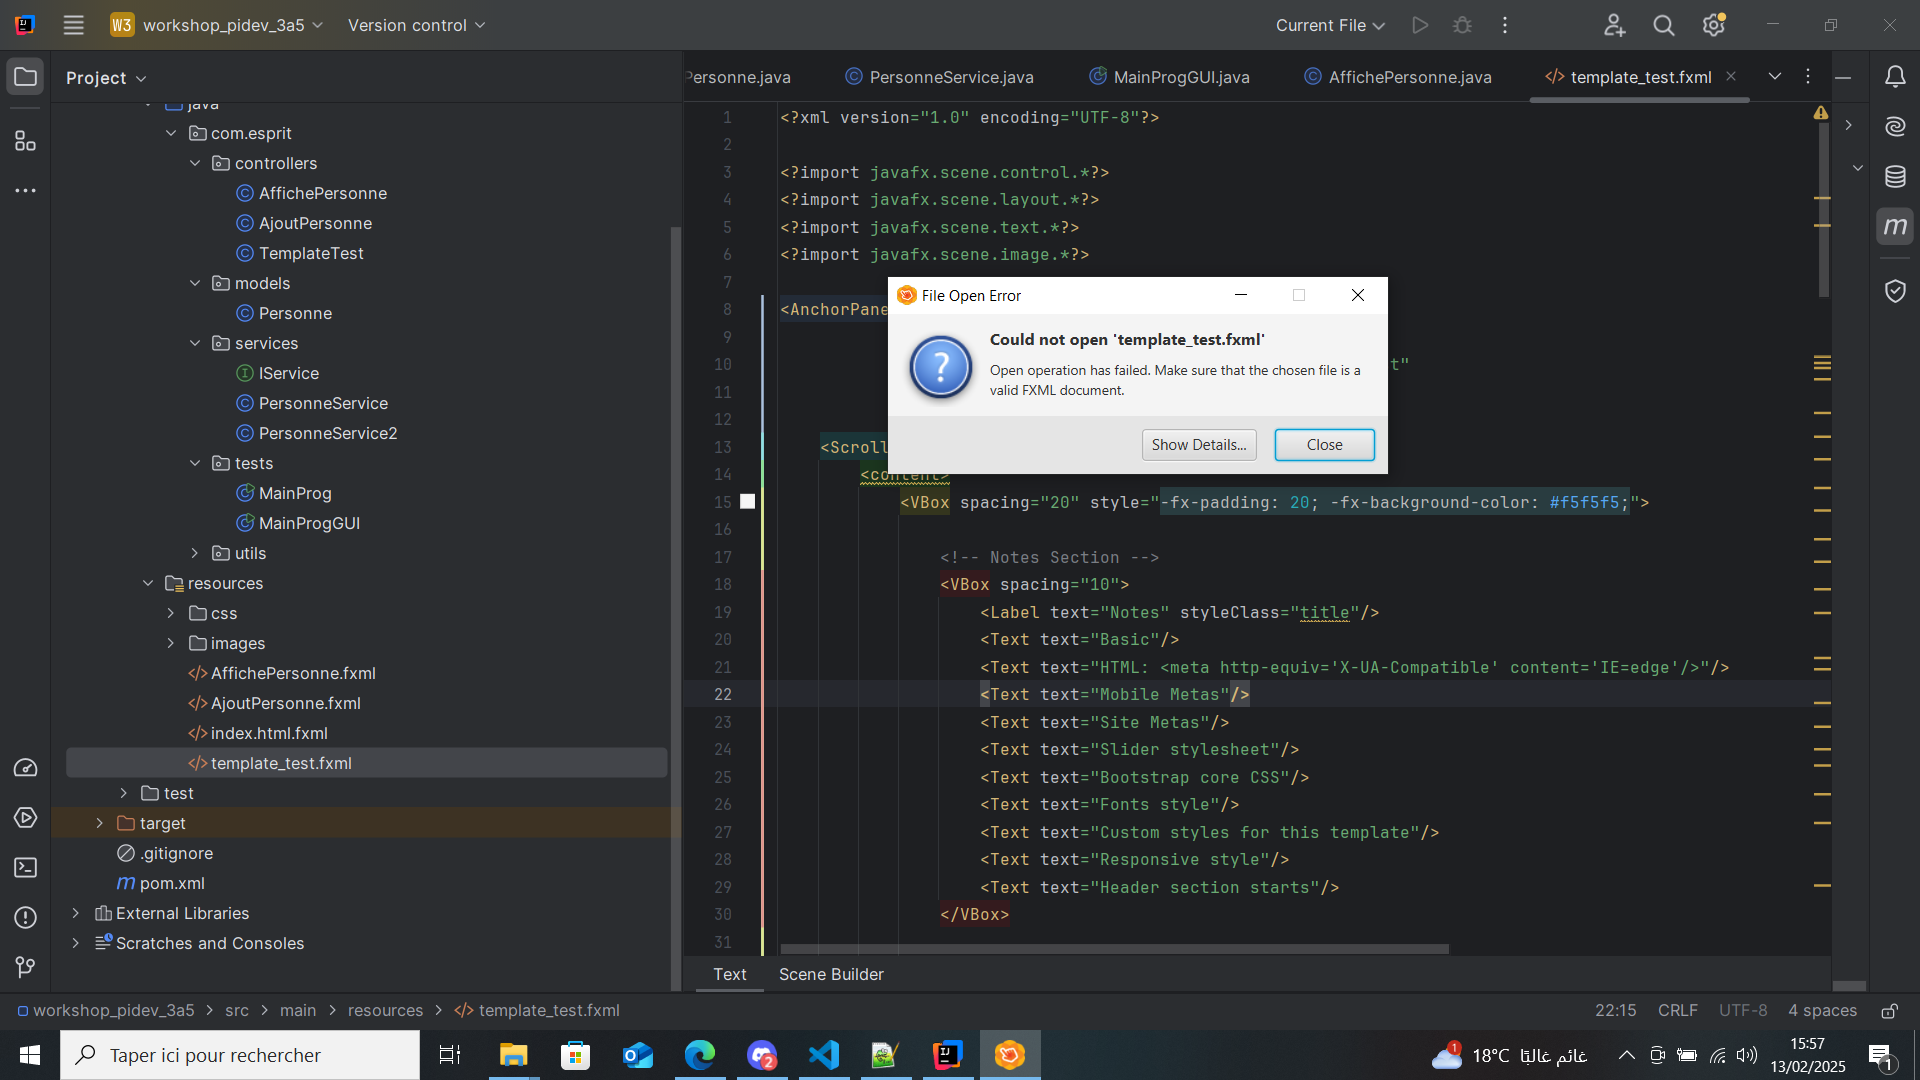 W3 workshop_pidev_3a5
Version control
Current File
Project
java
com.esprit
controllers
AffichePersonne
AjoutPersonne
TemplateTest
models
Personne
services
IService
PersonneService
PersonneService2
tests
MainProg
MainProgGUI
utils
resources
css
images
AffichePersonne.fxml
AjoutPersonne.fxml
index.html.fxml
template_test.fxml
test
target
.gitignore
pom.xml
External Libraries
Scratches and Consoles
Personne.java
PersonneService.java
MainProgGUI.java
AffichePersonne.java
template_test.fxml
1 <?xml version="1.0" encoding="UTF-8"?>
2
3 <?import javafx.scene.control.*?>
4 <?import javafx.scene.layout.*?>
5 <?import javafx.scene.text.*?>
6 <?import javafx.scene.image.*?>
7
8 <AnchorPane
9
10 t"
11
12
13 <Scroll
14 <content>
15 <VBox spacing="20" style="-fx-padding: 20; -fx-background-color: #f5f5f5;">
16
17 <!-- Notes Section -->
18 <VBox spacing="10">
19 <Label text="Notes" styleClass="title"/>
20 <Text text="Basic"/>
21 <Text text="HTML: <meta http-equiv='X-UA-Compatible' content='IE=edge'/>"/>
22 <Text text="Mobile Metas"/>
23 <Text text="Site Metas"/>
24 <Text text="Slider stylesheet"/>
25 <Text text="Bootstrap core CSS"/>
26 <Text text="Fonts style"/>
27 <Text text="Custom styles for this template"/>
28 <Text text="Responsive style"/>
29 <Text text="Header section starts"/>
30 </VBox>
31
File Open Error
Could not open 'template_test.fxml'
Open operation has failed. Make sure that the chosen file is a
valid FXML document.
Show Details...
Close
Text
Scene Builder
workshop_pidev_3a5 > src > main > resources > template_test.fxml
22:15 CRLF UTF-8 4 spaces
Taper ici pour rechercher
2
1
18°C غائم غالبًا
15:57
13/02/2025
1